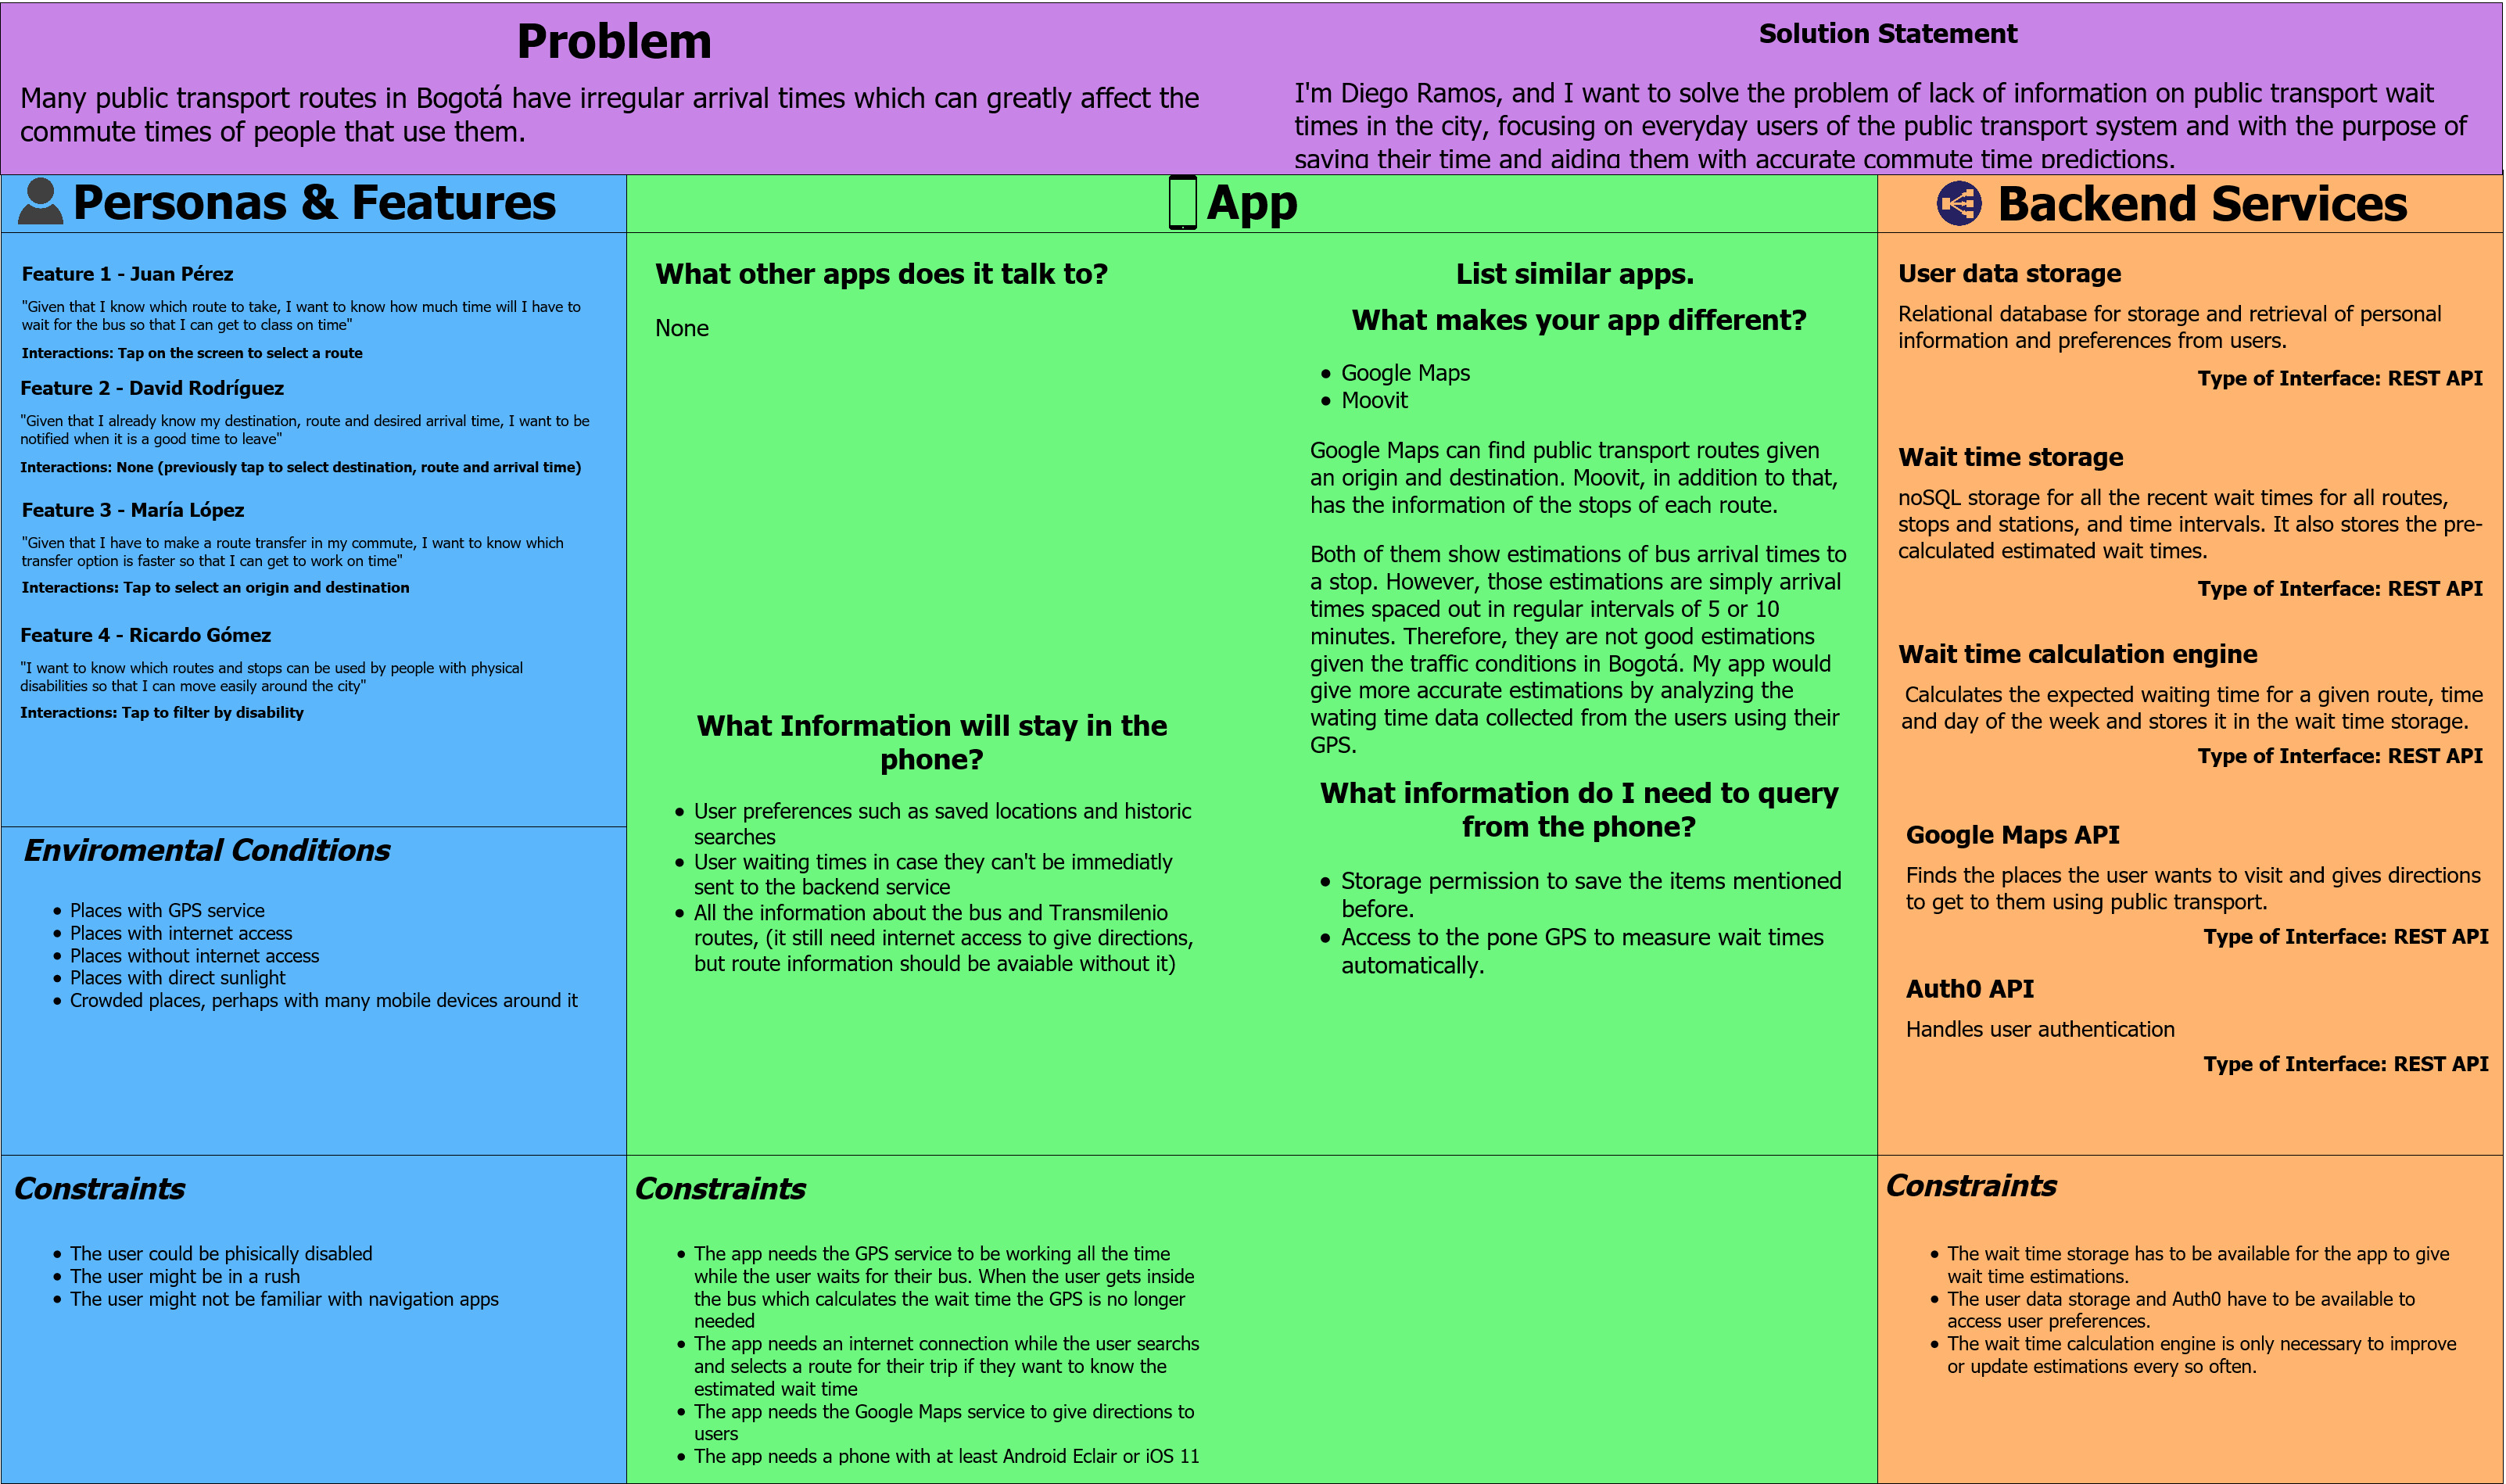 Problem
Many public transport routes in Bogotá have irregular arrival times which can greatly affect the
commute times of people that use them.
Solution Statement
I'm Diego Ramos, and I want to solve the problem of lack of information on public transport wait
times in the city, focusing on everyday users of the public transport system and with the purpose of
saving their time and aiding them with accurate commute time predictions.
Personas & Features
Feature 1 - Juan Pérez
"Given that I know which route to take, I want to know how much time will I have to
wait for the bus so that I can get to class on time"
Interactions: Tap on the screen to select a route
Feature 2 - David Rodríguez
"Given that I already know my destination, route and desired arrival time, I want to be
notified when it is a good time to leave"
Interactions: None (previously tap to select destination, route and arrival time)
Feature 3 - María López
"Given that I have to make a route transfer in my commute, I want to know which
transfer option is faster so that I can get to work on time"
Interactions: Tap to select an origin and destination
Feature 4 - Ricardo Gómez
"I want to know which routes and stops can be used by people with physical
disabilities so that I can move easily around the city"
Interactions: Tap to filter by disability
Enviromental Conditions
• Places with GPS service
• Places with internet access
• Places without internet access
• Places with direct sunlight
• Crowded places, perhaps with many mobile devices around it
Constraints
• The user could be phisically disabled
• The user might be in a rush
• The user might not be familiar with navigation apps
App
What other apps does it talk to?
None
What Information will stay in the
phone?
• User preferences such as saved locations and historic
searches
• User waiting times in case they can't be immediatly
sent to the backend service
• All the information about the bus and Transmilenio
routes, (it still need internet access to give directions,
but route information should be avaiable without it)
List similar apps.
What makes your app different?
• Google Maps
• Moovit
Google Maps can find public transport routes given
an origin and destination. Moovit, in addition to that,
has the information of the stops of each route.
Both of them show estimations of bus arrival times to
a stop. However, those estimations are simply arrival
times spaced out in regular intervals of 5 or 10
minutes. Therefore, they are not good estimations
given the traffic conditions in Bogotá. My app would
give more accurate estimations by analyzing the
wating time data collected from the users using their
GPS.
What information do I need to query
from the phone?
• Storage permission to save the items mentioned
before.
• Access to the pone GPS to measure wait times
automatically.
Constraints
• The app needs the GPS service to be working all the time
while the user waits for their bus. When the user gets inside
the bus which calculates the wait time the GPS is no longer
needed
• The app needs an internet connection while the user searchs
and selects a route for their trip if they want to know the
estimated wait time
• The app needs the Google Maps service to give directions to
users
• The app needs a phone with at least Android Eclair or iOS 11
Backend Services
User data storage
Relational database for storage and retrieval of personal
information and preferences from users.
Type of Interface: REST API
Wait time storage
noSQL storage for all the recent wait times for all routes,
stops and stations, and time intervals. It also stores the pre-
calculated estimated wait times.
Type of Interface: REST API
Wait time calculation engine
Calculates the expected waiting time for a given route, time
and day of the week and stores it in the wait time storage.
Type of Interface: REST API
Google Maps API
Finds the places the user wants to visit and gives directions
to get to them using public transport.
Type of Interface: REST API
Auth0 API
Handles user authentication
Type of Interface: REST API
Constraints
• The wait time storage has to be available for the app to give
wait time estimations.
• The user data storage and Auth0 have to be available to
access user preferences.
• The wait time calculation engine is only necessary to improve
or update estimations every so often.